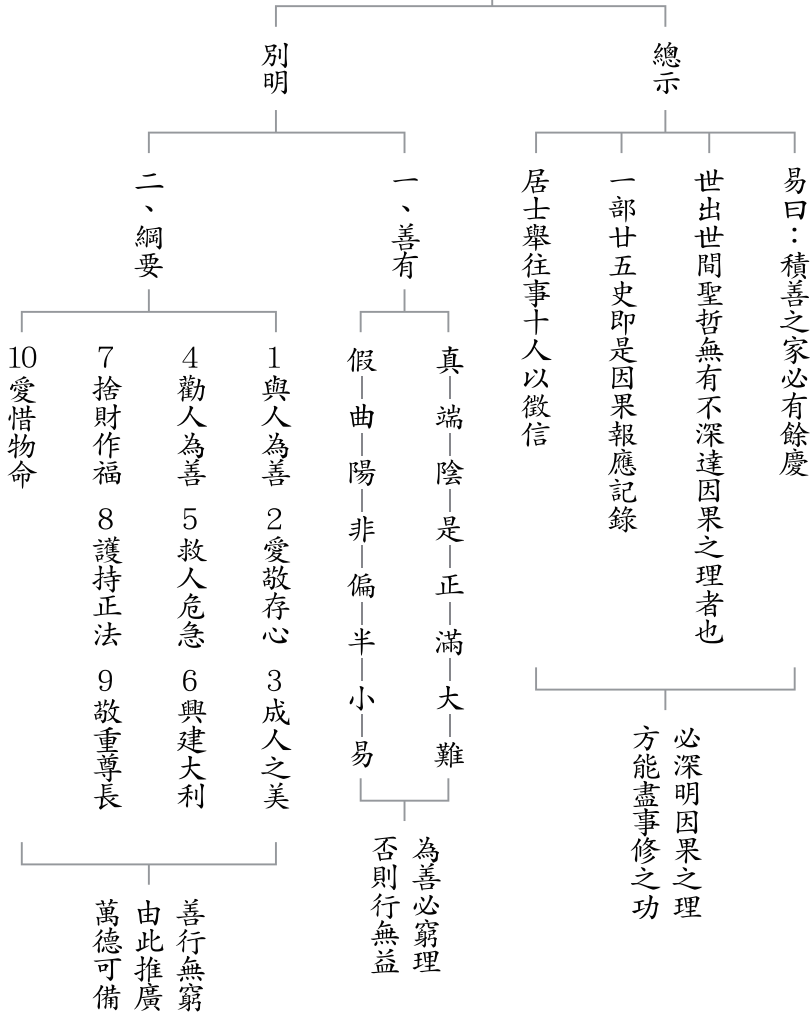 總示
易曰：積善之家必有餘慶
世出世間聖哲無有不深達因果之理者也
一部廿五史即是因果報應記錄
居士舉往事十人以徵信
必深明因果之理
方能盡事修之功
別明
一、善有
真—端—陰—是—正—滿—大—難
假—曲—陽—非—偏—半—小—易
為善必窮理
否則行無益
二、綱要
1與人為善 2愛敬存心 3成人之美
4勸人為善 5救人危急 6興建大利
7捨財作福 8護持正法 9敬重尊長
10愛惜物命
善行無窮
由此推廣
萬德可備